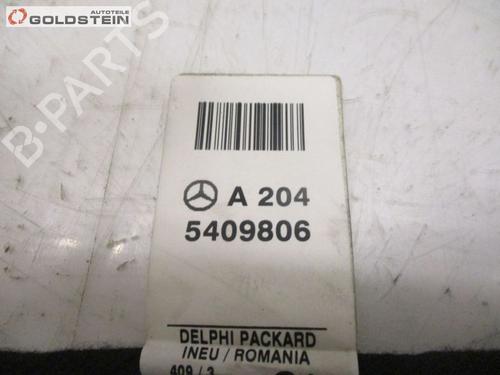 AUTOTEILE
GOLDSTEIN
B-PARTS
A 204
5409806
DELPHI PACKARD
INEU / ROMANIA
409 / 3